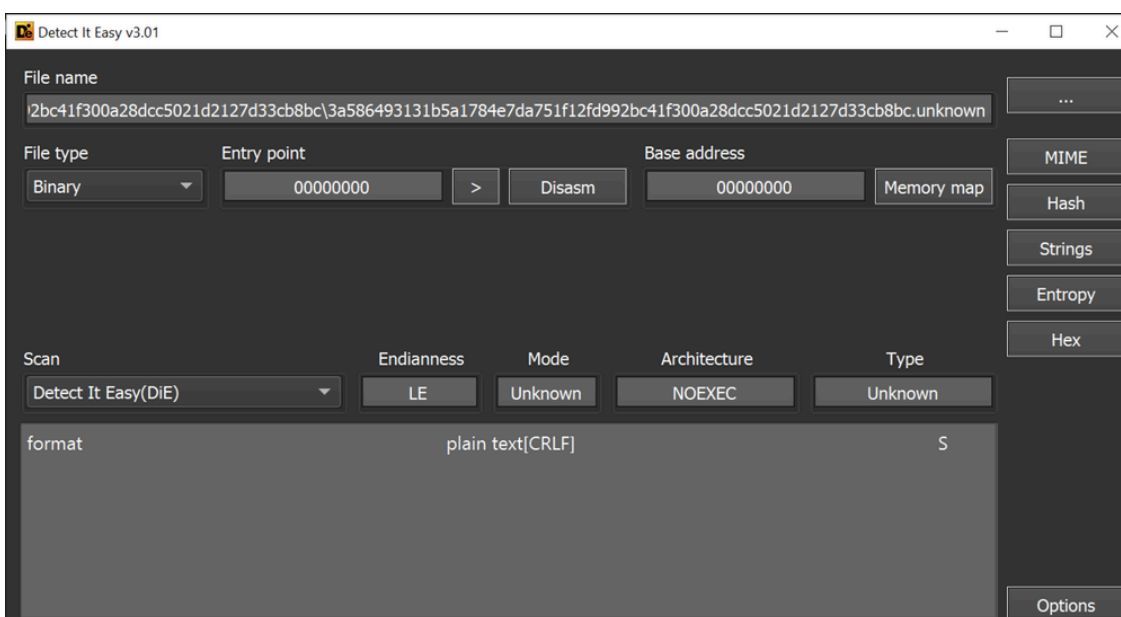 Detect It Easy v3.01
File name
2bc41f300a28dcc5021d2127d33cb8bc\3a586493131b5a1784e7da751f12fd992bc41f300a28dcc5021d2127d33cb8bc.unknown
...
File type Entry point Base address
MIME
Binary 00000000 > Disasm 00000000 Memory map
Hash
Strings
Entropy
Hex
Scan Endianness Mode Architecture Type
Detect It Easy(DiE) LE Unknown NOEXEC Unknown
format plain text[CRLF] S
Options